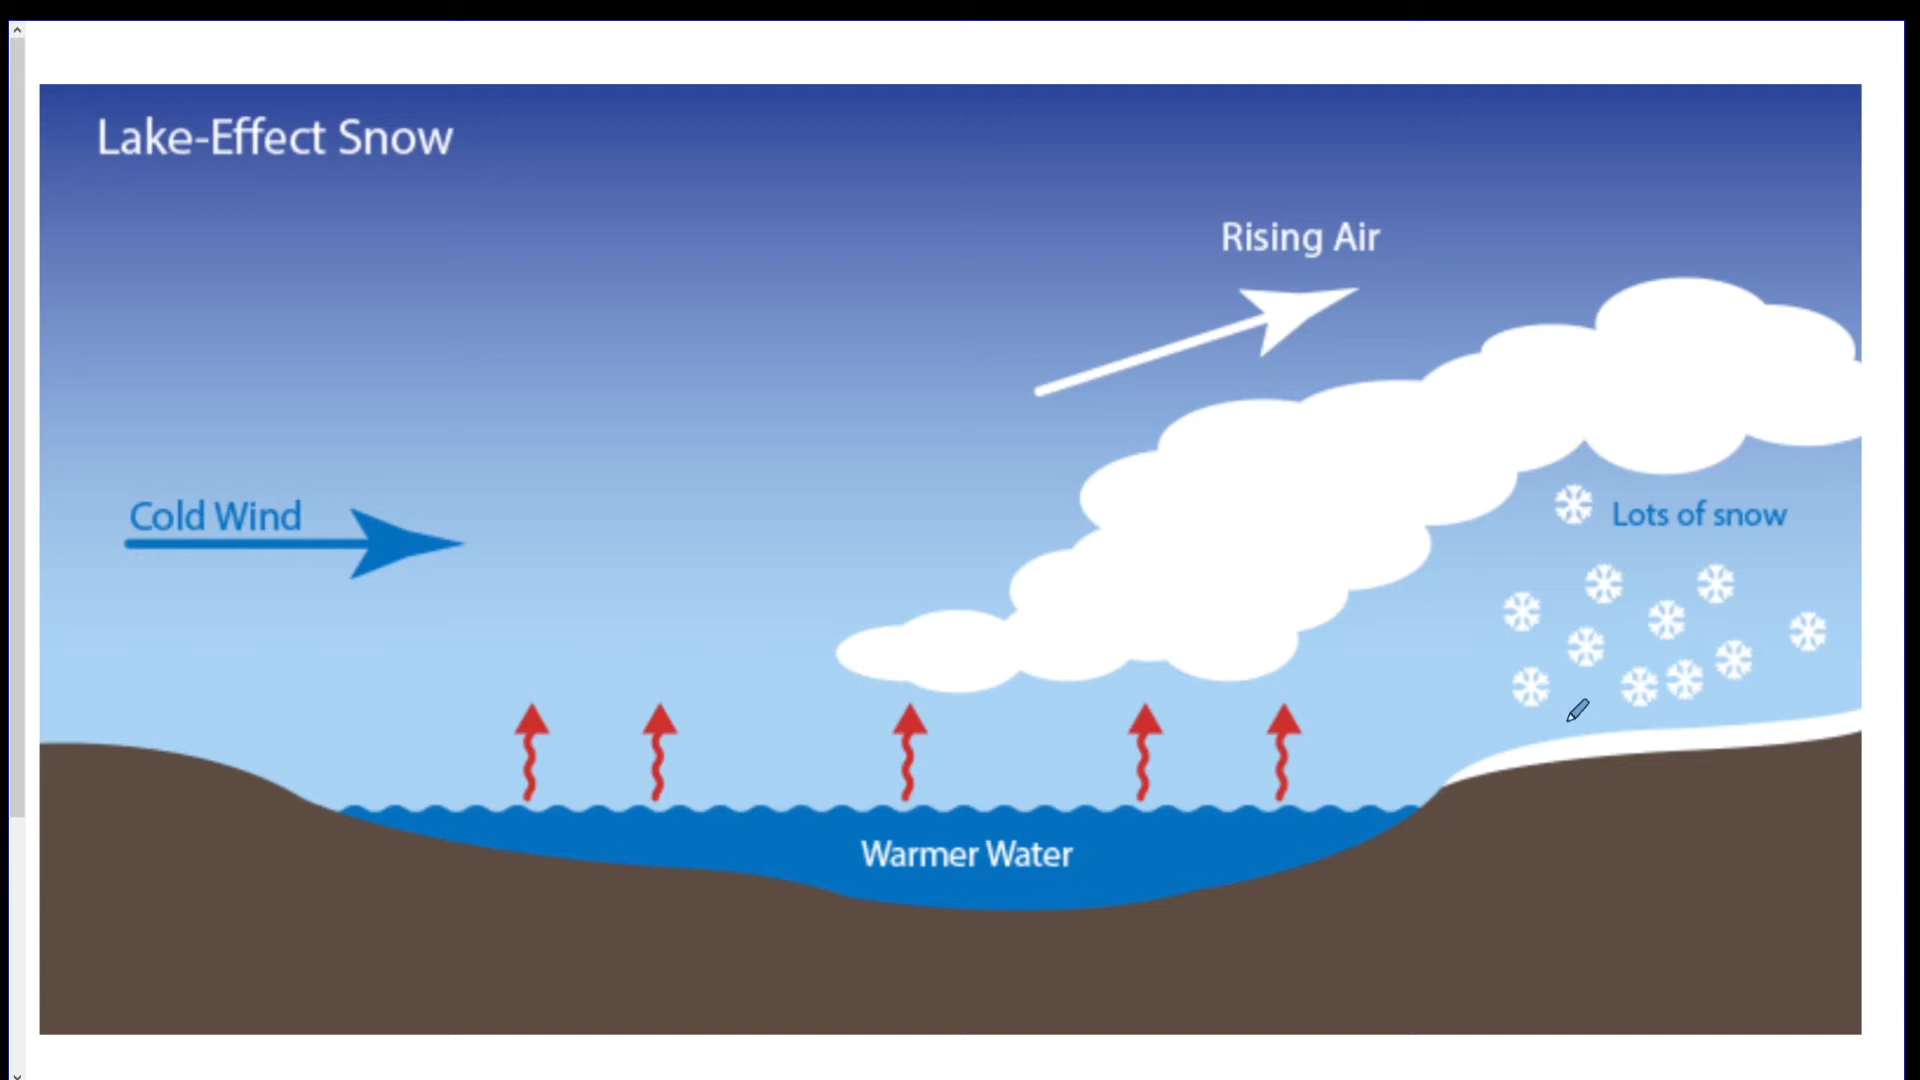 Lake-Effect Snow
Rising Air
Cold Wind
Lots of snow
Warmer Water